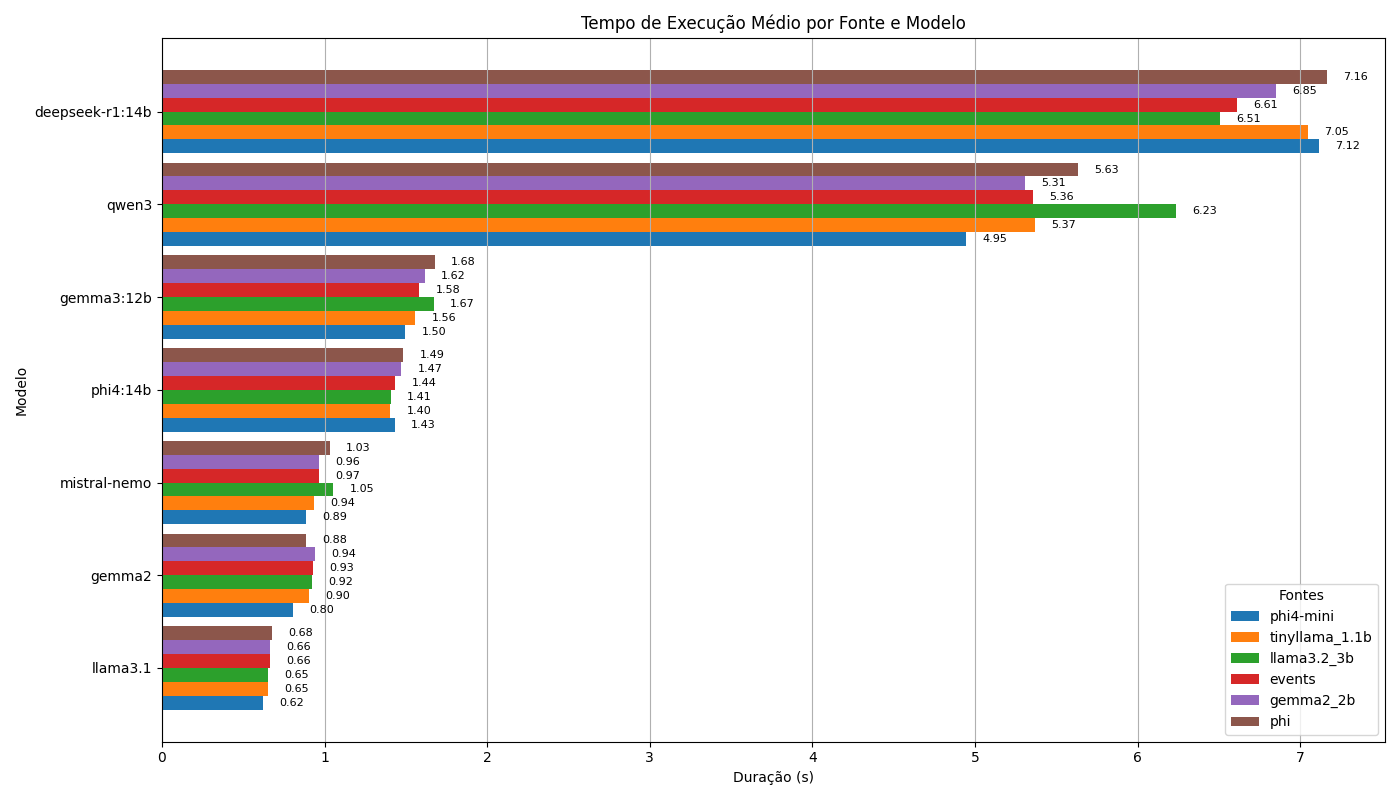 Tempo de Execução Médio por Fonte e Modelo
Modelo
deepseek-r1:14b
7.16
6.85
6.61
6.51
7.05
7.12
qwen3
5.63
5.31
5.36
6.23
5.37
4.95
gemma3:12b
1.68
1.62
1.58
1.67
1.56
1.50
phi4:14b
1.49
1.47
1.44
1.41
1.40
1.43
mistral-nemo
1.03
0.96
0.97
1.05
0.94
0.89
gemma2
0.88
0.94
0.93
0.92
0.90
0.80
llama3.1
0.68
0.66
0.66
0.65
0.65
0.62
Fontes
phi4-mini
tinyllama_1.1b
llama3.2_3b
events
gemma2_2b
phi
0 1 2 3 4 5 6 7
Duração (s)